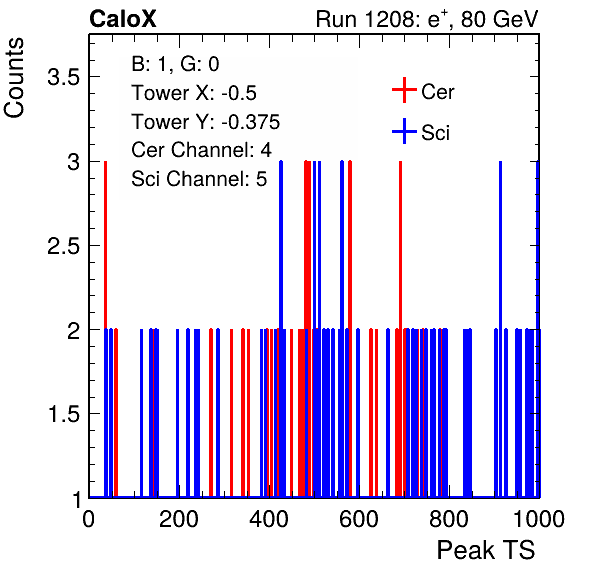 CaloX Run 1208: e⁺, 80 GeV
Counts
B: 1, G: 0
Tower X: -0.5
Tower Y: -0.375
Cer Channel: 4
Sci Channel: 5
Cer
Sci
3.5
3
2.5
2
1.5
1
0 200 400 600 800 1000
Peak TS